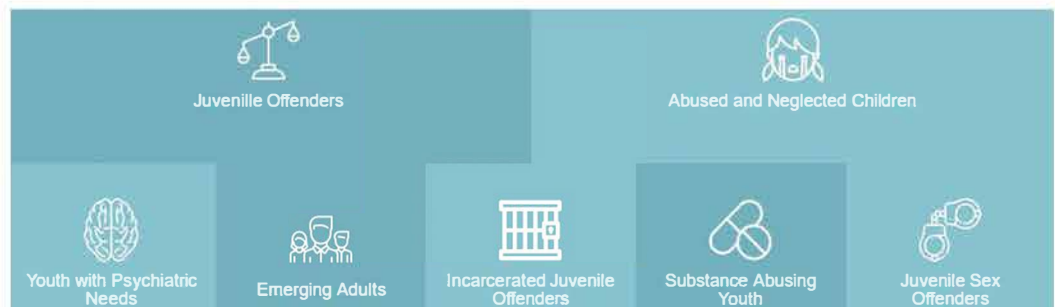 Juvenille Offenders
Abused and Neglected Children
Youth with Psychiatric
Needs
Emerging Adults
Incarcerated Juvenile
Offenders
Substance Abusing
Youth
Juvenile Sex
Offenders